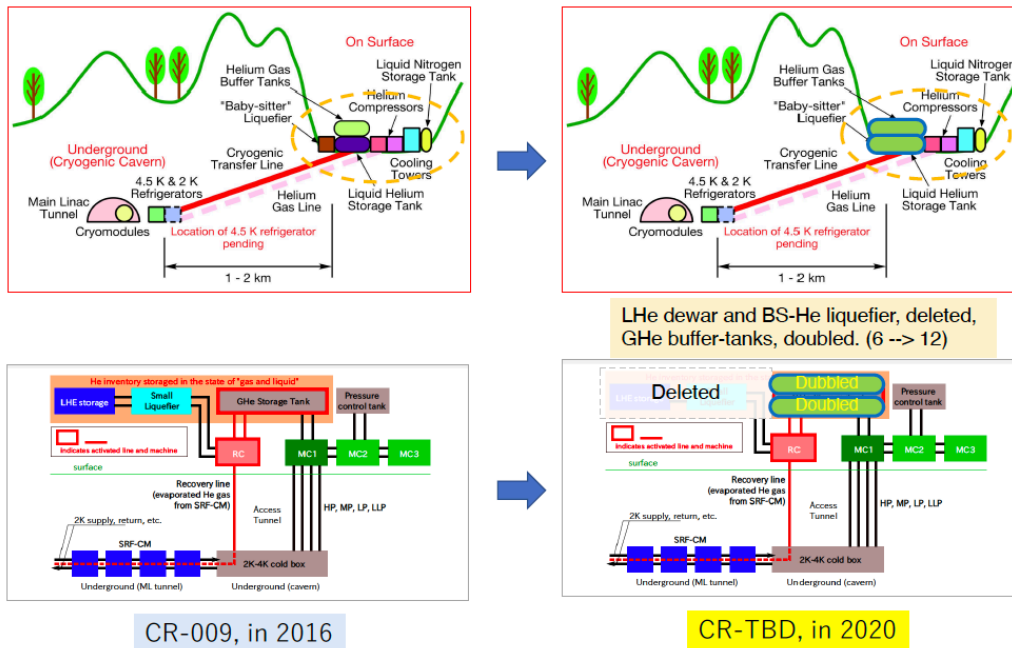 On Surface
Helium Gas
Buffer Tanks
Liquid Nitrogen
Storage Tank
"Baby-sitter"
Liquefier
Helium
Compressors
Underground
(Cryogenic Cavern)
Cryogenic
Transfer Line
Cooling
Towers
4.5 K & 2 K
Refrigerators
Liquid Helium
Storage Tank
Main Linac
Tunnel
Helium
Gas Line
Cryomodules
Location of 4.5 K refrigerator
pending
1 - 2 km
On Surface
Helium Gas
Buffer Tanks
Liquid Nitrogen
Storage Tank
"Baby-sitter"
Liquefier
Helium
Compressors
Underground
(Cryogenic Cavern)
Cryogenic
Transfer Line
Cooling
Towers
4.5 K & 2 K
Refrigerators
Liquid Helium
Storage Tank
Main Linac
Tunnel
Helium
Gas Line
Cryomodules
Location of 4.5 K refrigerator
pending
1 - 2 km
LHe dewar and BS-He liquefier, deleted,
GHe buffer-tanks, doubled. (6 --> 12)
He inventory storaged in the state of "gas and liquid"
LHE storage
Small
Liquefier
GHe Storage Tank
Pressure
control tank
indicates activated line and machine
RC
MC1
MC2
MC3
surface
Recovery line
(evaporated He gas
from SRF-CM)
Access
Tunnel
HP, MP, LP, LLP
2K supply, return, etc.
SRF-CM
2K-4K cold box
Underground (ML tunnel)
Underground (cavern)
Deleted
Dubbled
Doubled
Pressure
control tank
indicates activated line and machine
RC
MC1
MC2
MC3
surface
Recovery line
(evaporated He gas
from SRF-CM)
Access
Tunnel
HP, MP, LP, LLP
2K supply, return, etc.
SRF-CM
2K-4K cold box
Underground (ML tunnel)
Underground (cavern)
CR-009, in 2016
CR-TBD, in 2020